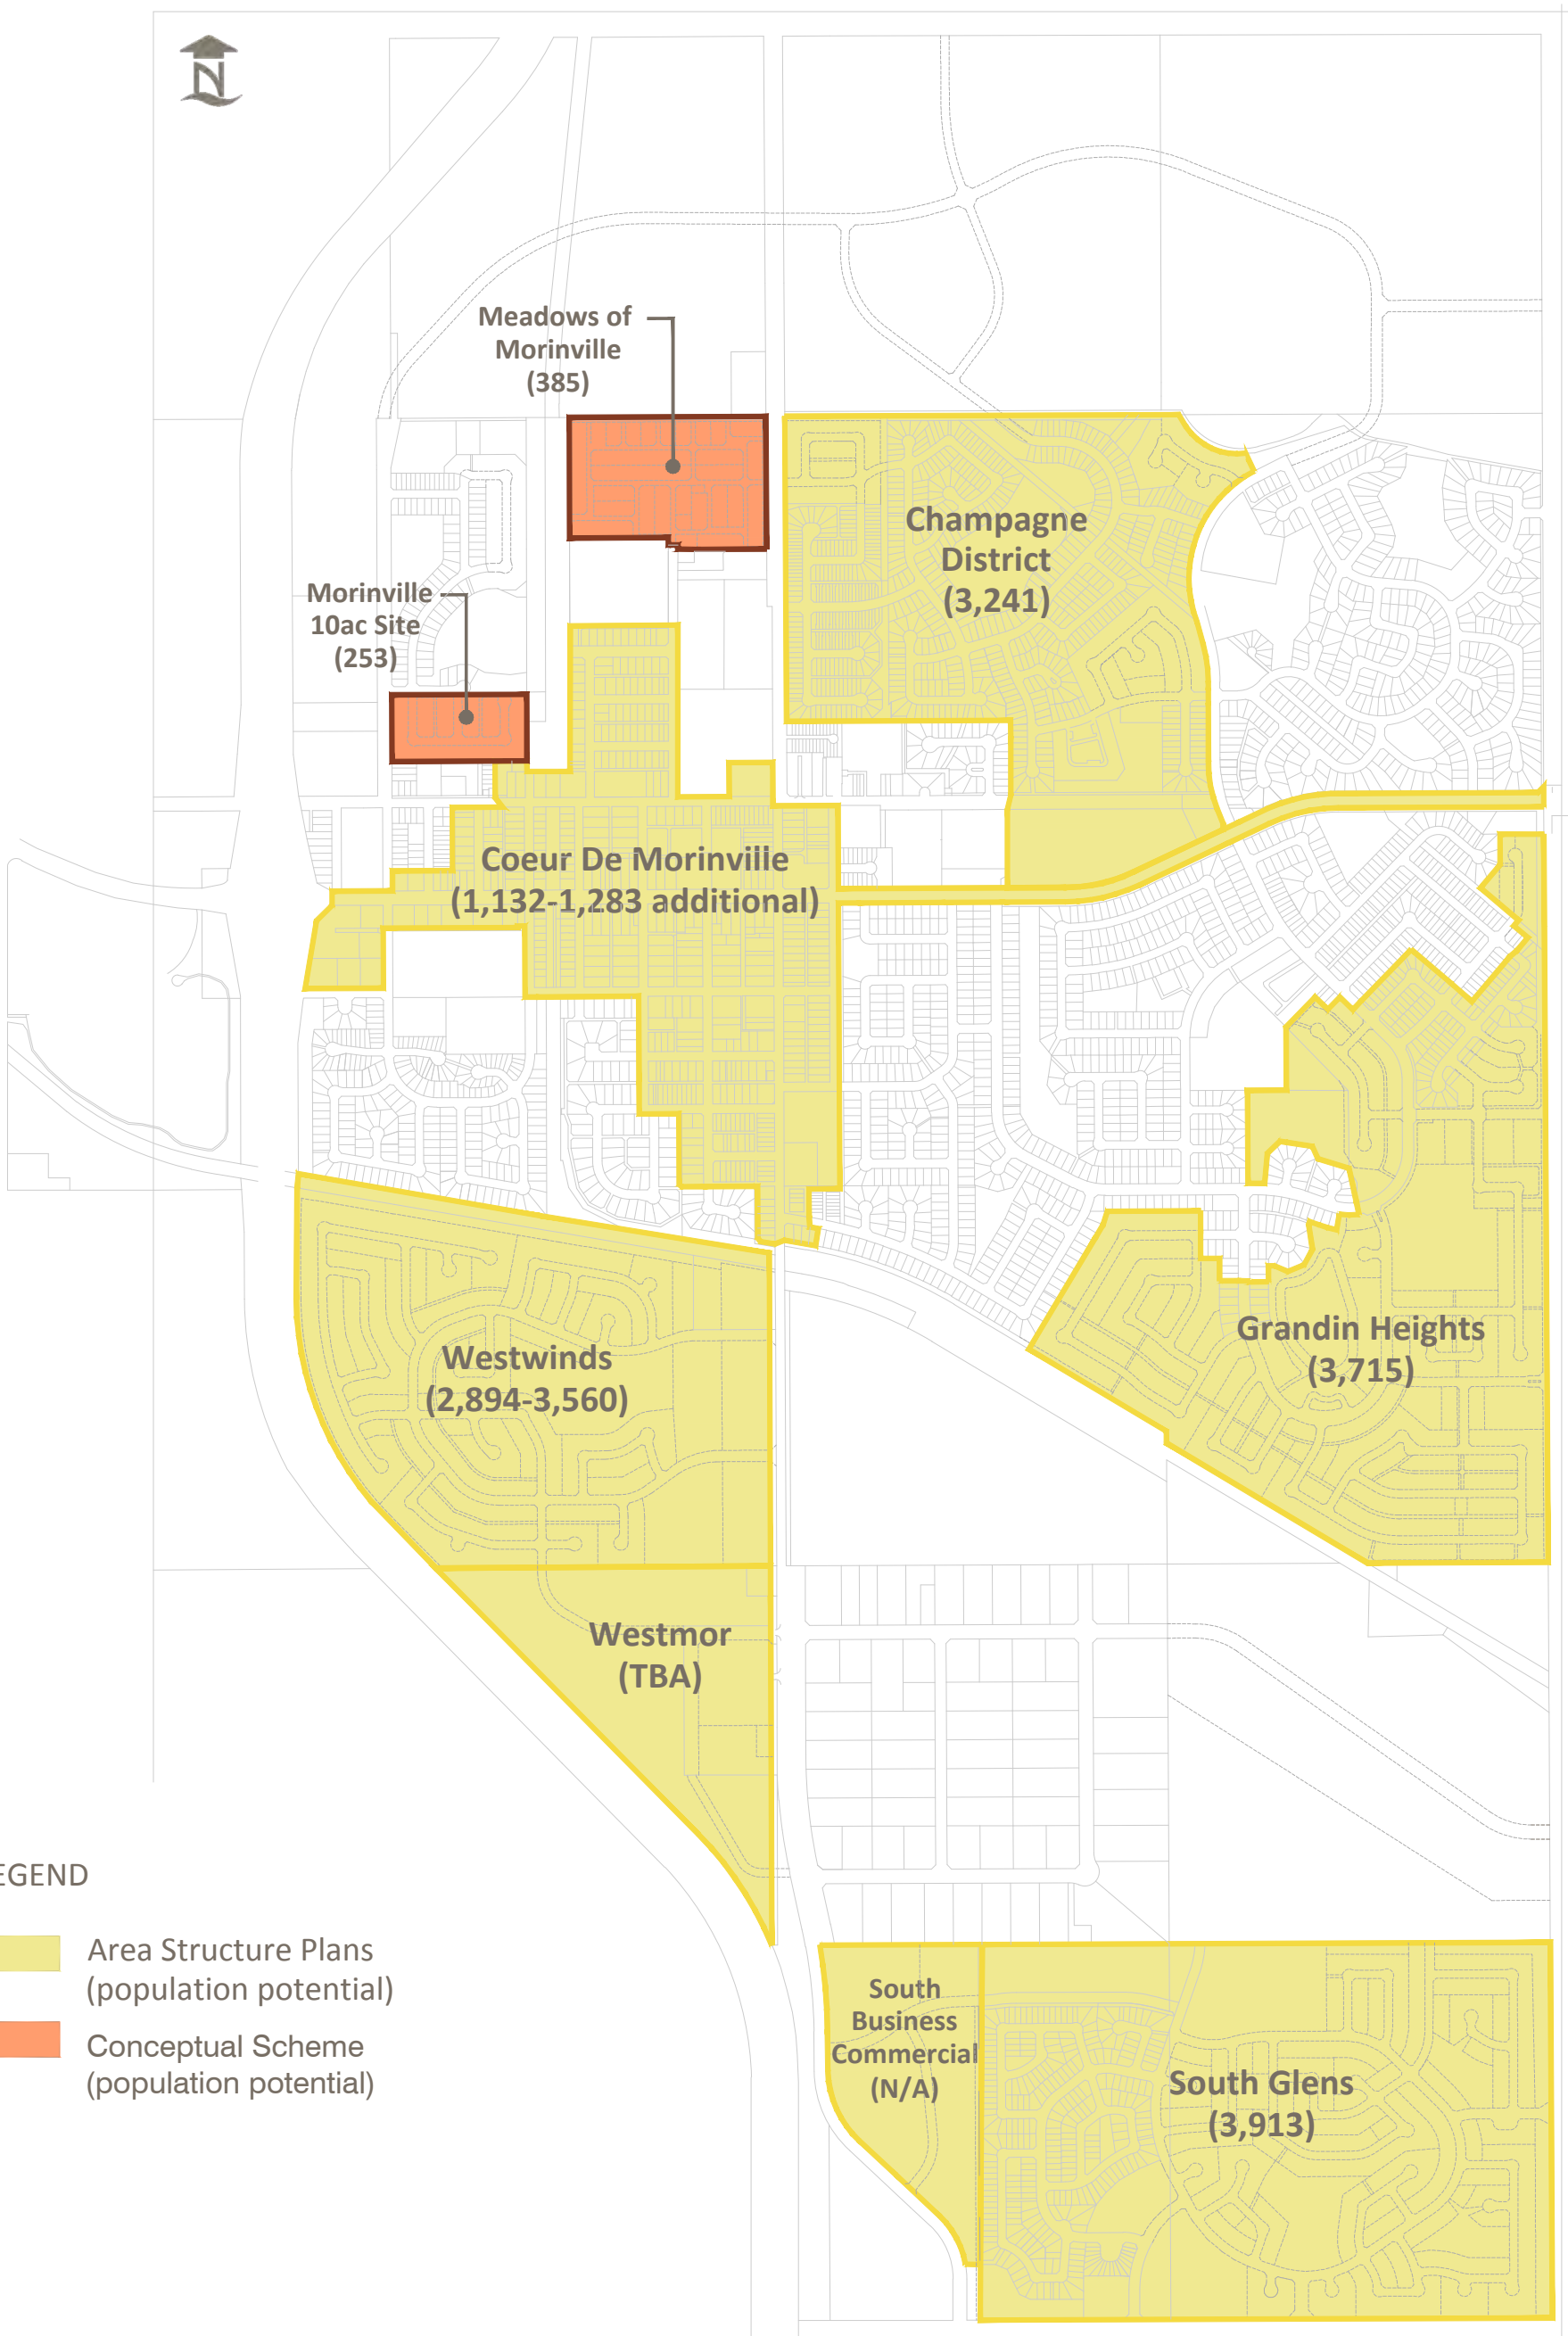 N
Meadows of
Morinville
(385)
Champagne
District
(3,241)
Morinville
10ac Site
(253)
Coeur De Morinville
(1,132-1,283 additional)
Grandin Heights
(3,715)
Westwinds
(2,894-3,560)
Westmor
(TBA)
EGEND
Area Structure Plans
(population potential)
Conceptual Scheme
(population potential)
South
Business
Commercial
(N/A)
South Glens
(3,913)